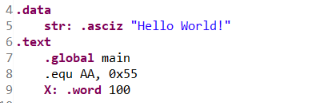 4 .data
5 str: .asciz "Hello World!"
6 .text
7 .global main
8 .equ AA, 0x55
9 X: .word 100